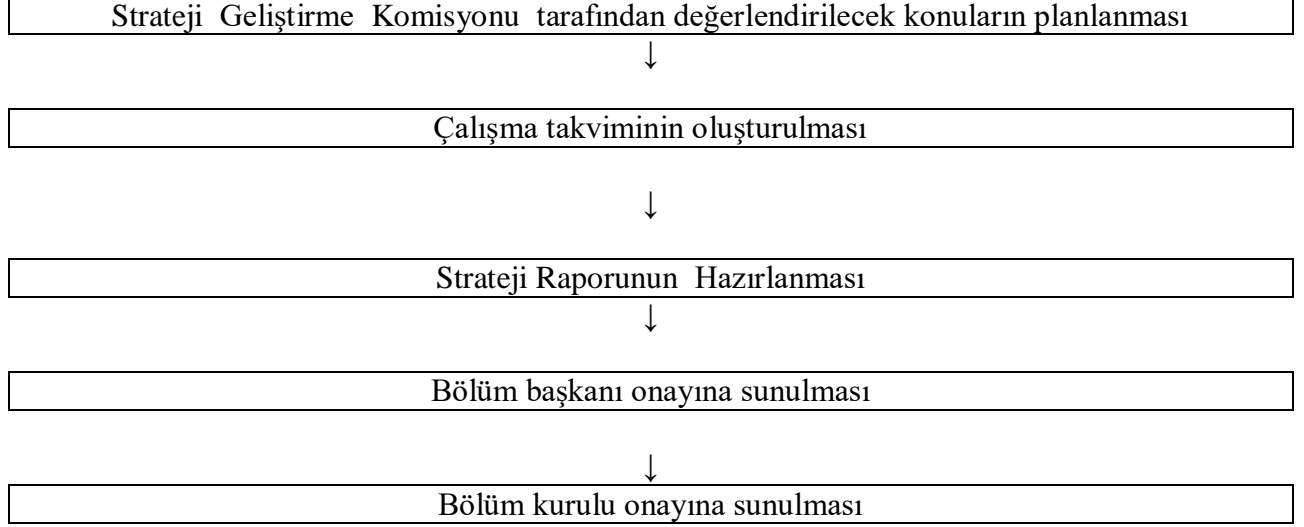 Strateji Geliştirme Komisyonu tarafından değerlendirilecek konuların planlanması
↓
Çalışma takviminin oluşturulması
↓
Strateji Raporunun Hazırlanması
↓
Bölüm başkanı onayına sunulması
↓
Bölüm kurulu onayına sunulması